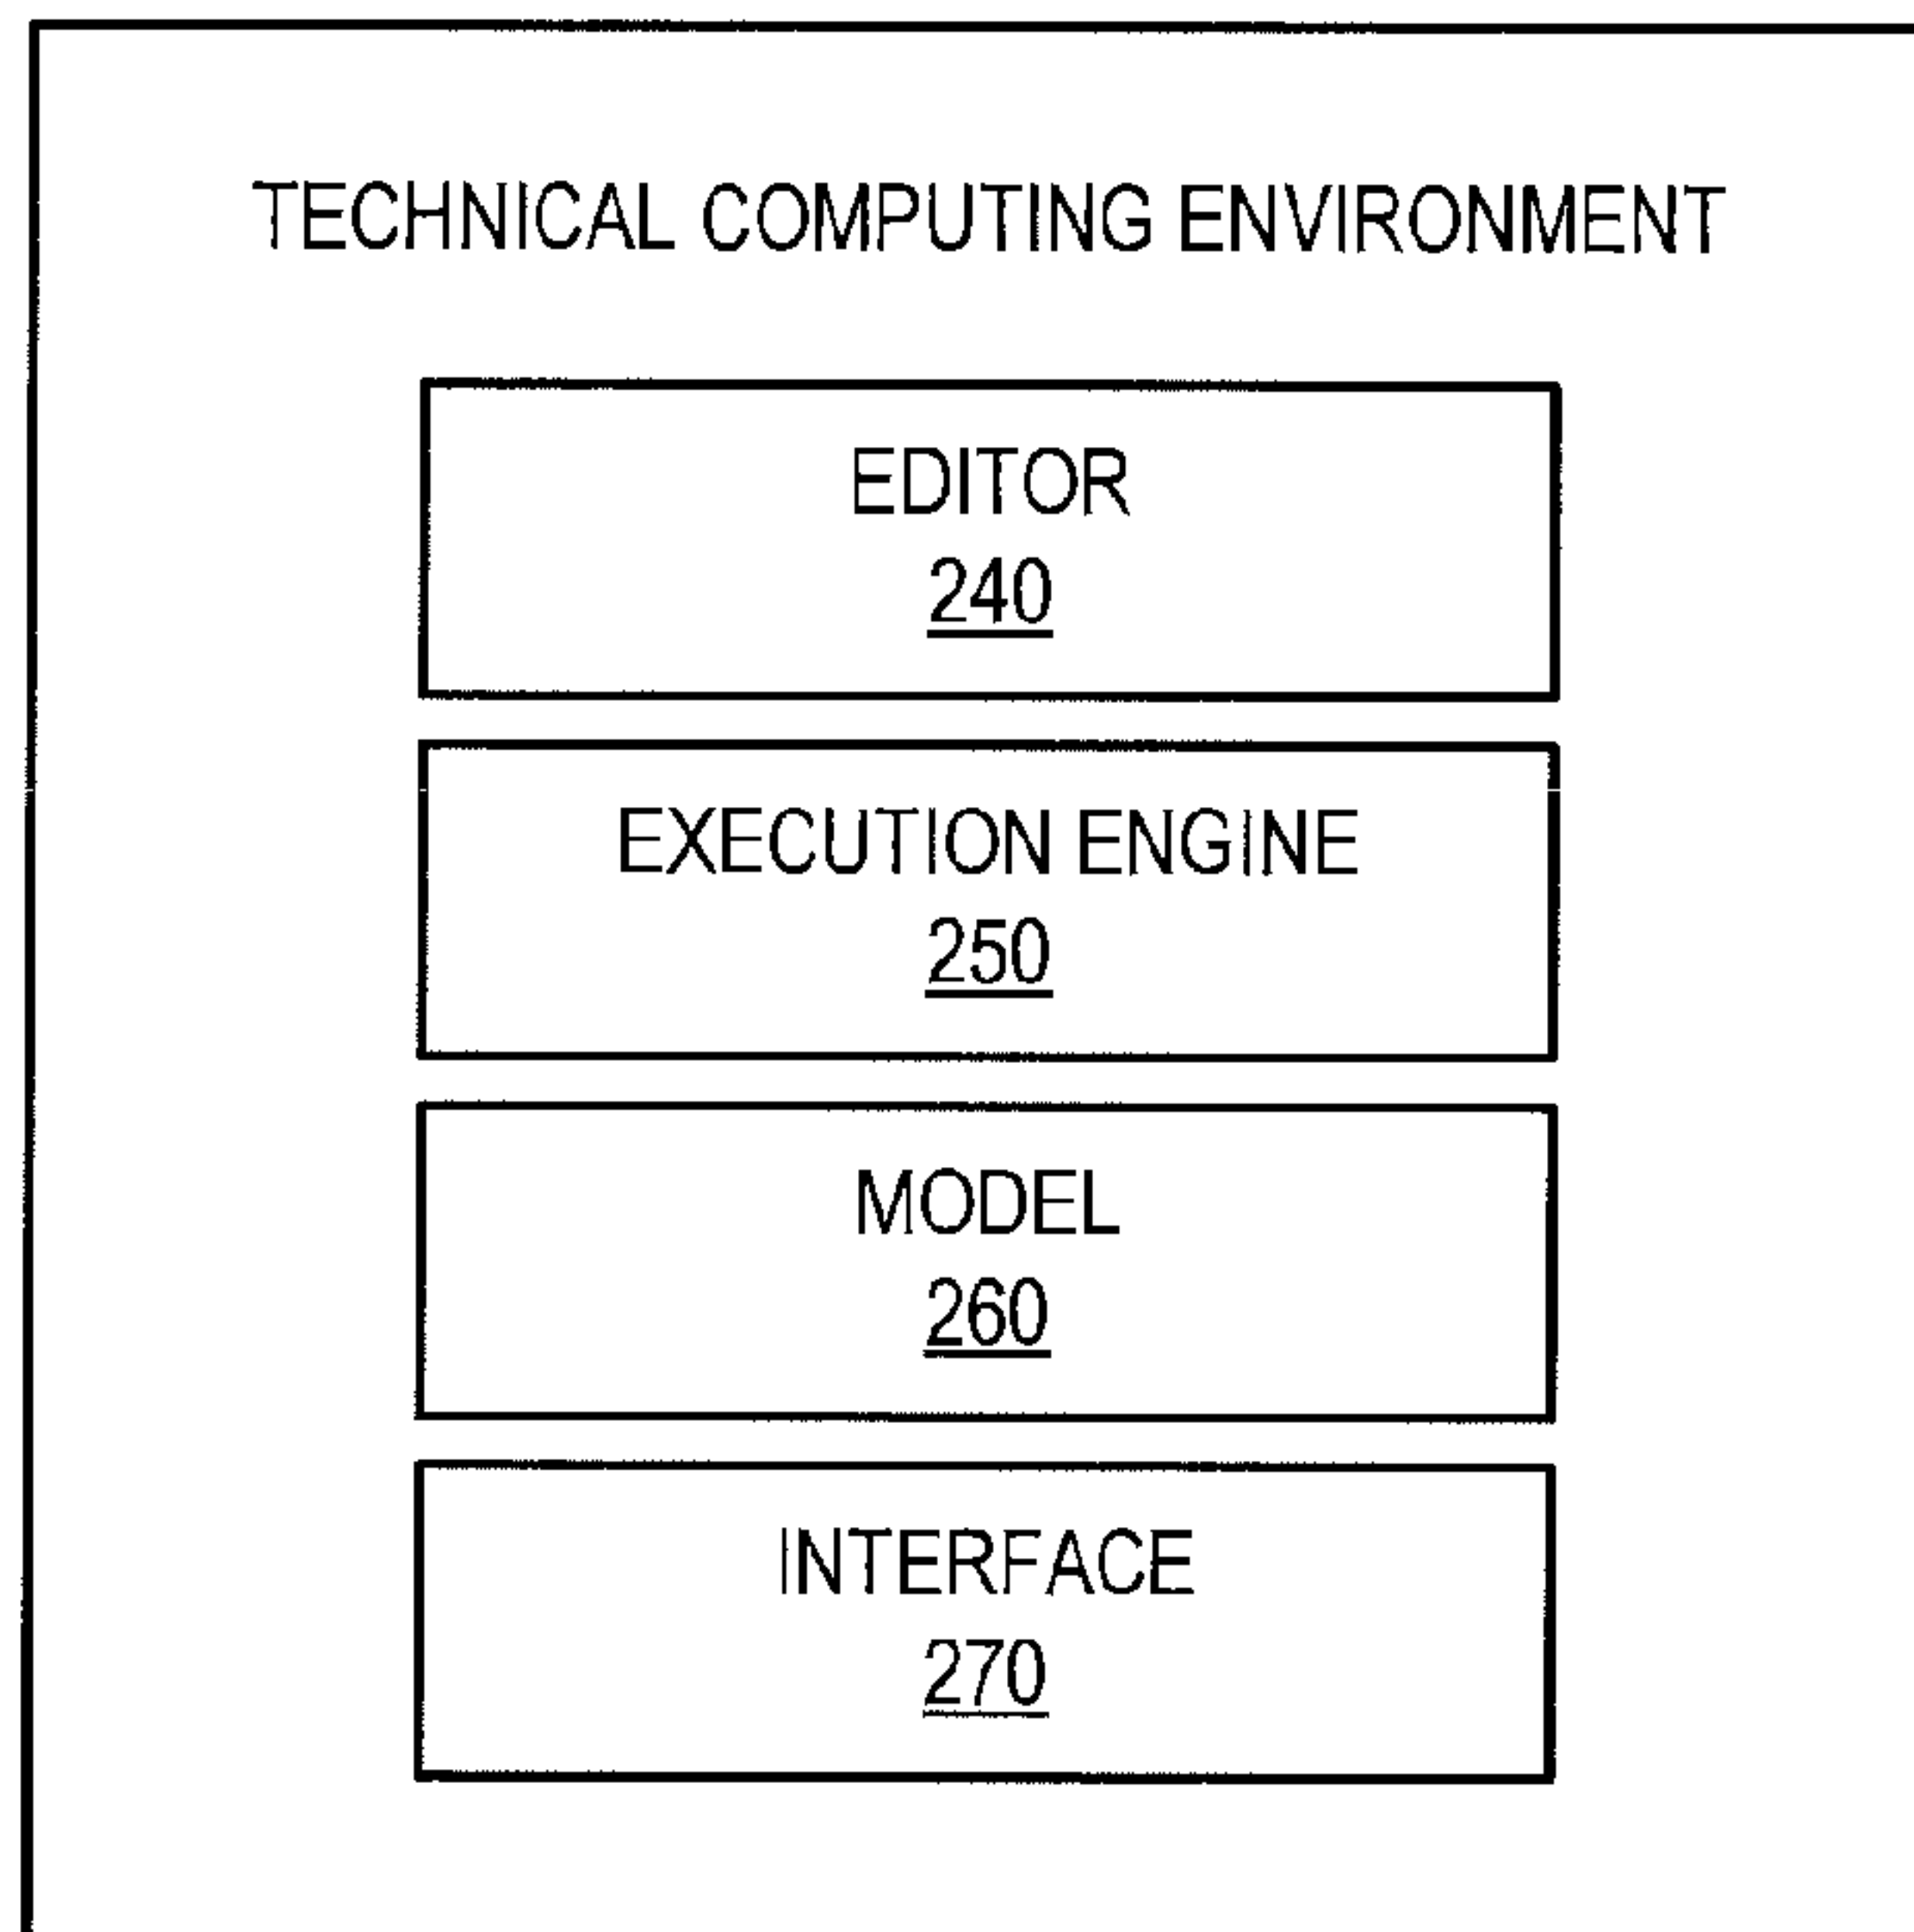 TECHNICAL COMPUTING ENVIRONMENT
EDITOR
240
EXECUTION ENGINE
250
MODEL
260
INTERFACE
270